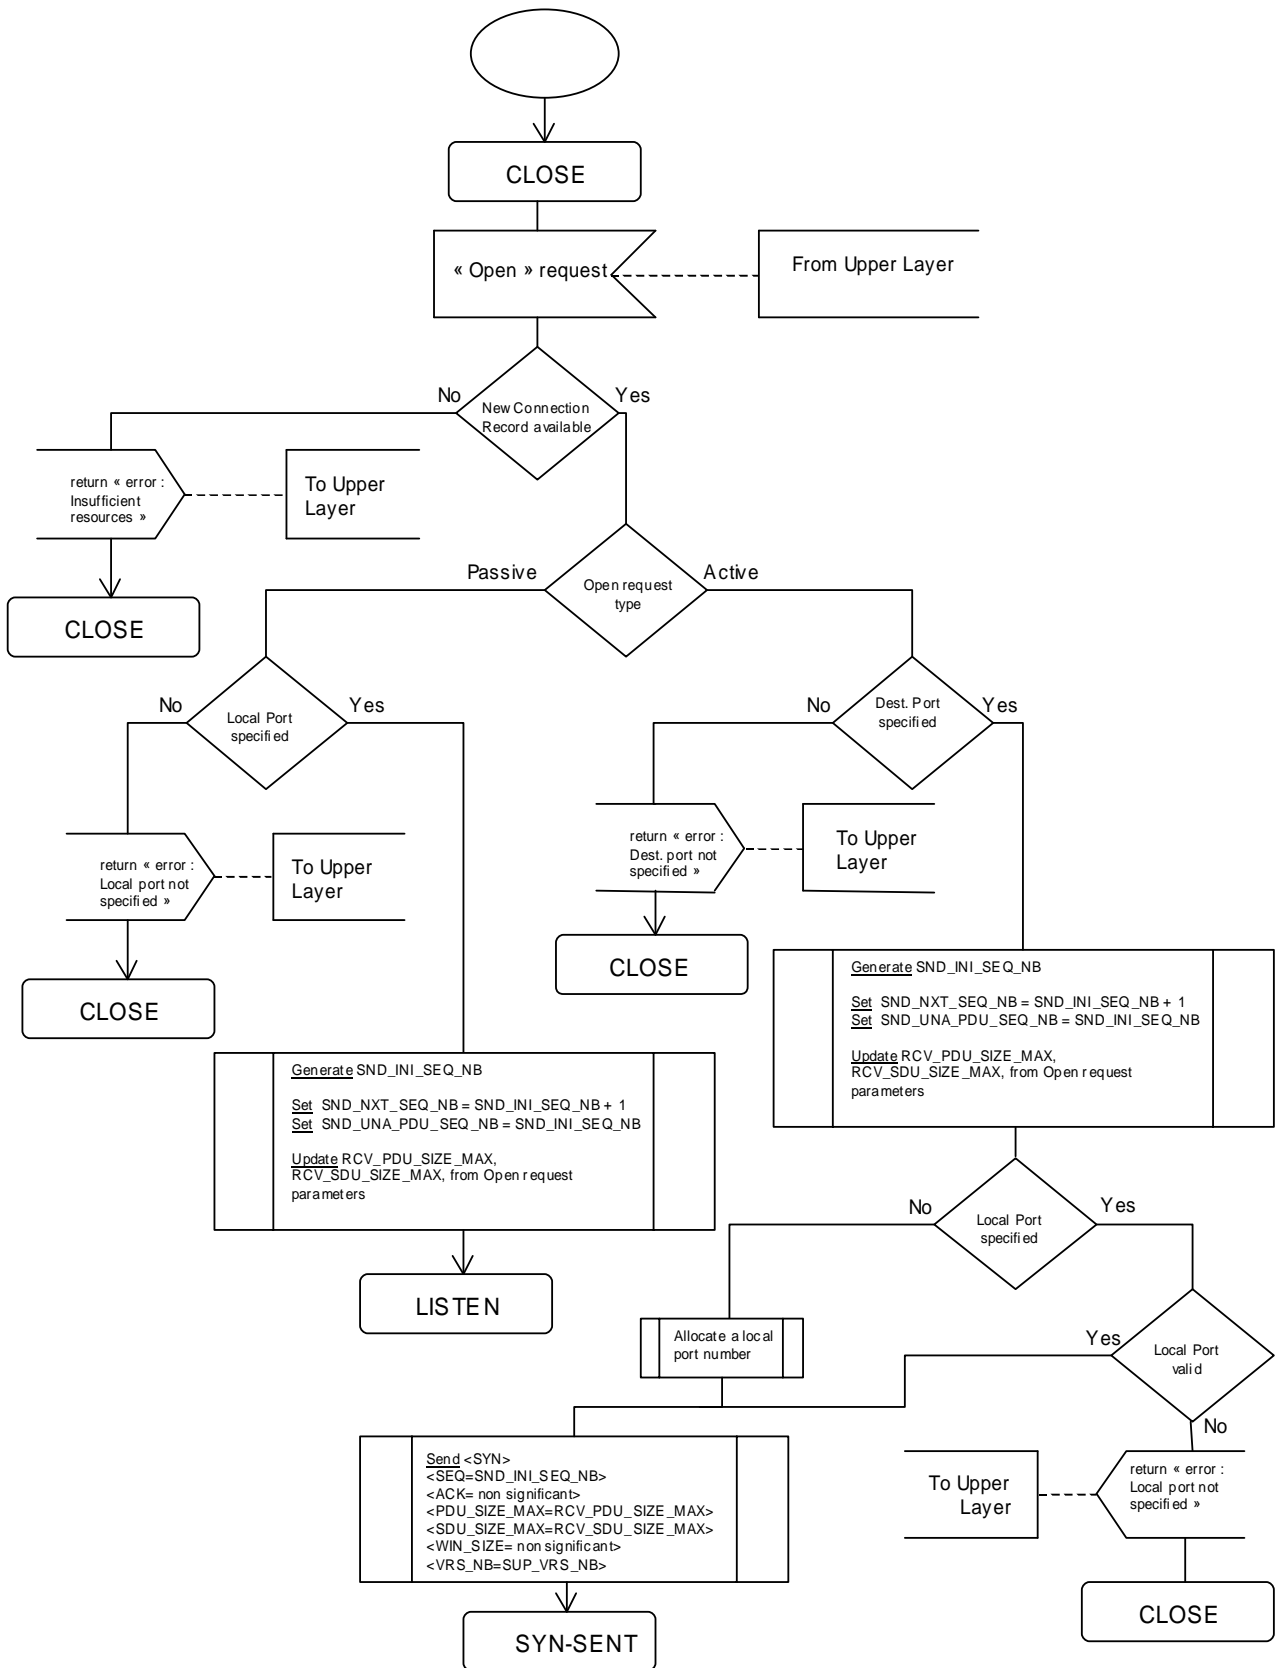 CLOSE
« Open » request
From Upper Layer
No
Yes
New Connection
Record available
return « error :
Insufficient
resources »
To Upper
Layer
CLOSE
Passive
Active
Open request
type
No
Yes
Local Port
specified
No
Yes
Dest. Port
specified
return « error :
Dest. port not
specified »
To Upper
Layer
return « error :
Local port not
specified »
To Upper
Layer
CLOSE
CLOSE
Generate SND_INI_SEQ_NB
Set SND_NXT_SEQ_NB = SND_INI_SEQ_NB + 1
Set SND_UNA_PDU_SEQ_NB = SND_INI_SEQ_NB
Update RCV_PDU_SIZE_MAX,
RCV_SDU_SIZE_MAX, from Open request
parameters
Generate SND_INI_SEQ_NB
Set SND_NXT_SEQ_NB = SND_INI_SEQ_NB + 1
Set SND_UNA_PDU_SEQ_NB = SND_INI_SEQ_NB
Update RCV_PDU_SIZE_MAX,
RCV_SDU_SIZE_MAX, from Open request
parameters
No
Yes
Local Port
specified
LISTEN
Allocate a local
port number
Yes
Local Port
valid
No
Send <SYN>
<SEQ=SND_INI_SEQ_NB>
<ACK= non significant>
<PDU_SIZE_MAX=RCV_PDU_SIZE_MAX>
<SDU_SIZE_MAX=RCV_SDU_SIZE_MAX>
<WIN_SIZE= non significant>
<VRS_NB=SUP_VRS_NB>
To Upper
Layer
return « error :
Local port not
specified »
CLOSE
SYN-SENT